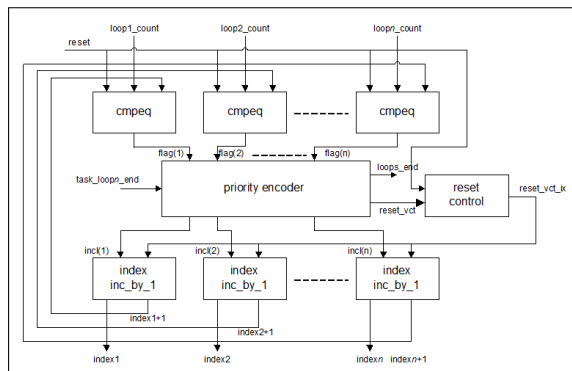 loop1_count loop2_count loopn_count
reset
cmpeq cmpeq cmpeq
flag(1) flag(2) flag(n)
loops_end
task_loopn_end priority encoder reset control reset_vct_ix
reset_vct
incl(1) incl(2) incl(n)
index inc_by_1 index inc_by_1 index inc_by_1
index1+1
index2+1
index1 index2 indexn indexn+1